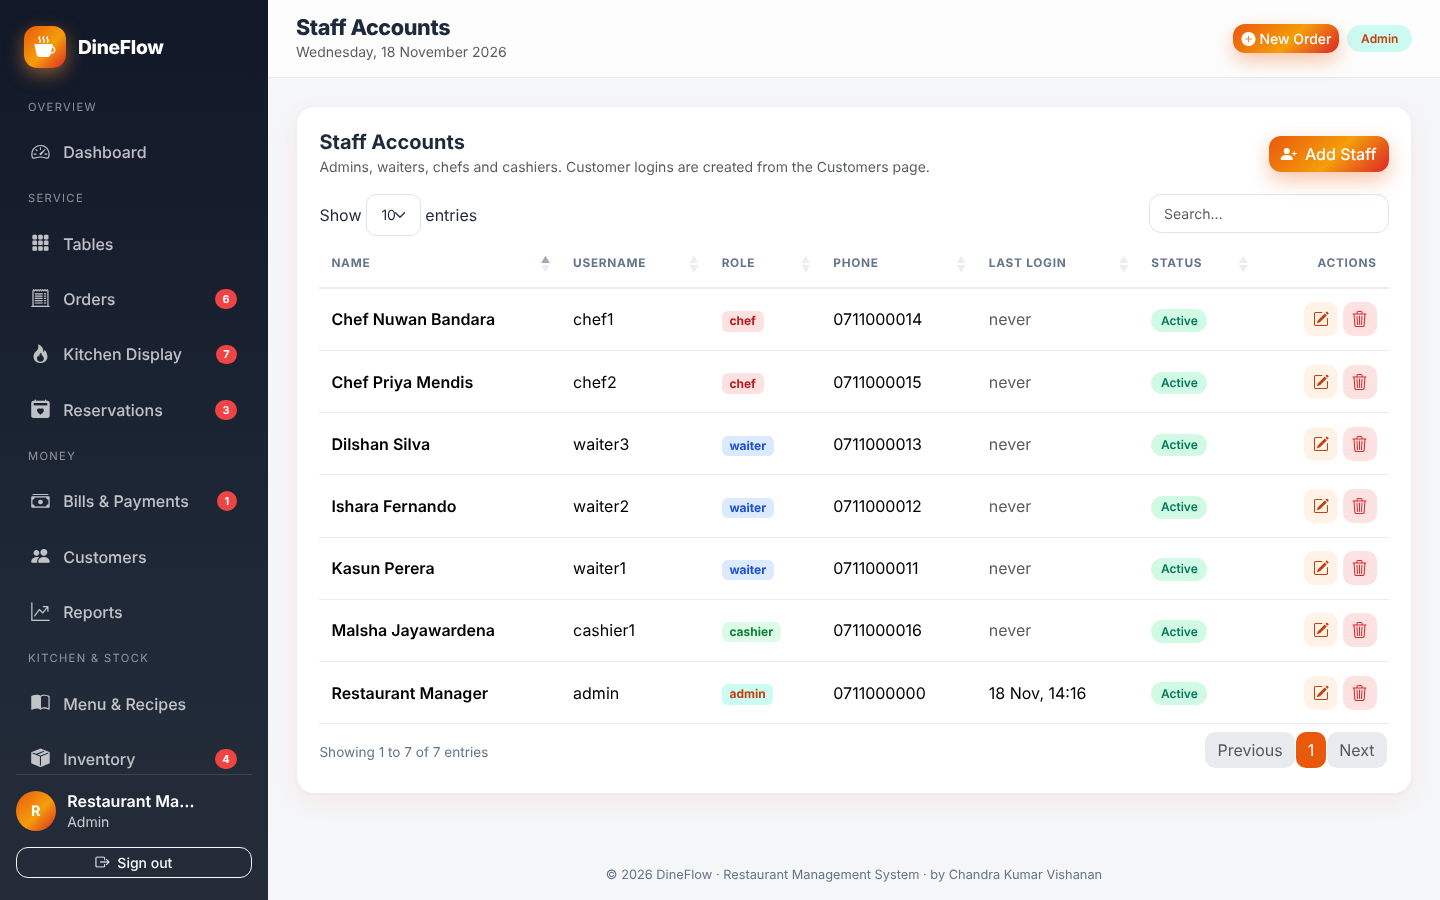 DineFlow
OVERVIEW
Dashboard
SERVICE
Tables
Orders 6
Kitchen Display 7
Reservations 3
MONEY
Bills & Payments 1
Customers
Reports
KITCHEN & STOCK
Menu & Recipes
Inventory 4
R Restaurant Ma...
Admin
Sign out
Staff Accounts
Wednesday, 18 November 2026
New Order Admin
Staff Accounts
Admins, waiters, chefs and cashiers. Customer logins are created from the Customers page.
Add Staff
Show 10 entries Search...
NAME USERNAME ROLE PHONE LAST LOGIN STATUS ACTIONS
Chef Nuwan Bandara chef1 chef 0711000014 never Active
Chef Priya Mendis chef2 chef 0711000015 never Active
Dilshan Silva waiter3 waiter 0711000013 never Active
Ishara Fernando waiter2 waiter 0711000012 never Active
Kasun Perera waiter1 waiter 0711000011 never Active
Malsha Jayawardena cashier1 cashier 0711000016 never Active
Restaurant Manager admin admin 0711000000 18 Nov, 14:16 Active
Showing 1 to 7 of 7 entries Previous 1 Next
© 2026 DineFlow · Restaurant Management System · by Chandra Kumar Vishanan